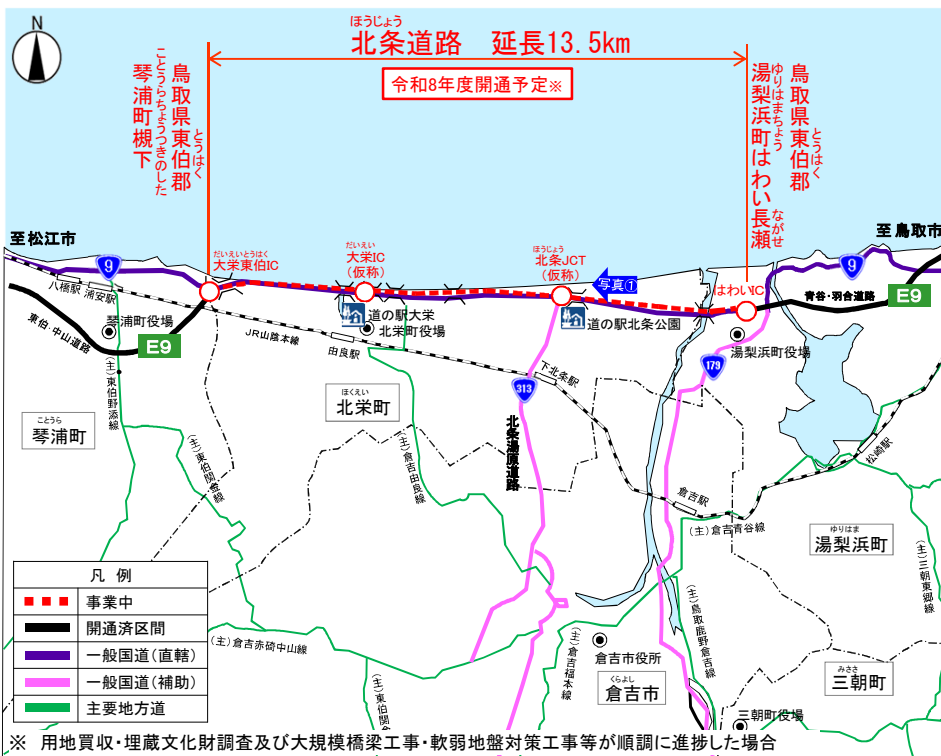 N
ほうじょう
北条道路　延長13.5km
令和8年度開通予定※
鳥取県東伯郡
とうはく
琴浦町槻下
ことうらちょうつきのした
鳥取県東伯郡
とうはく
湯梨浜町はわい長瀬
ゆりはまちょう
ながせ
至松江市
至鳥取市
9
八橋駅
浦安駅
だいえいとうはく
大栄東伯IC
だいえい
大栄IC
(仮称)
ほうじょう
北条JCT
(仮称)
写真①
はわいIC
9
青谷・羽合道路
E9
琴浦町役場
東伯・中山道路
E9
JR山陰本線
由良駅
道の駅大栄
北栄町役場
道の駅北条公園
湯梨浜町役場
179
下北条駅
313
北条湯原道路
ことうら
琴浦町
(主)東伯野添線
(主)東伯関金線
ほくえい
北栄町
(主)倉吉由良線
倉吉駅
松崎駅
(主)倉吉青谷線
ゆりはま
湯梨浜町
(主)三朝東郷線
凡 例
事業中
開通済区間
一般国道(直轄)
一般国道(補助)
主要地方道
(主)倉吉赤碕中山線
(主)東伯関金
(主)倉吉福本線
倉吉市役所
くらよし
倉吉市
(主)鳥取鹿野倉吉線
みささ
三朝町
三朝町役場
※　用地買収・埋蔵文化財調査及び大規模橋梁工事・軟弱地盤対策工事等が順調に進捗した場合